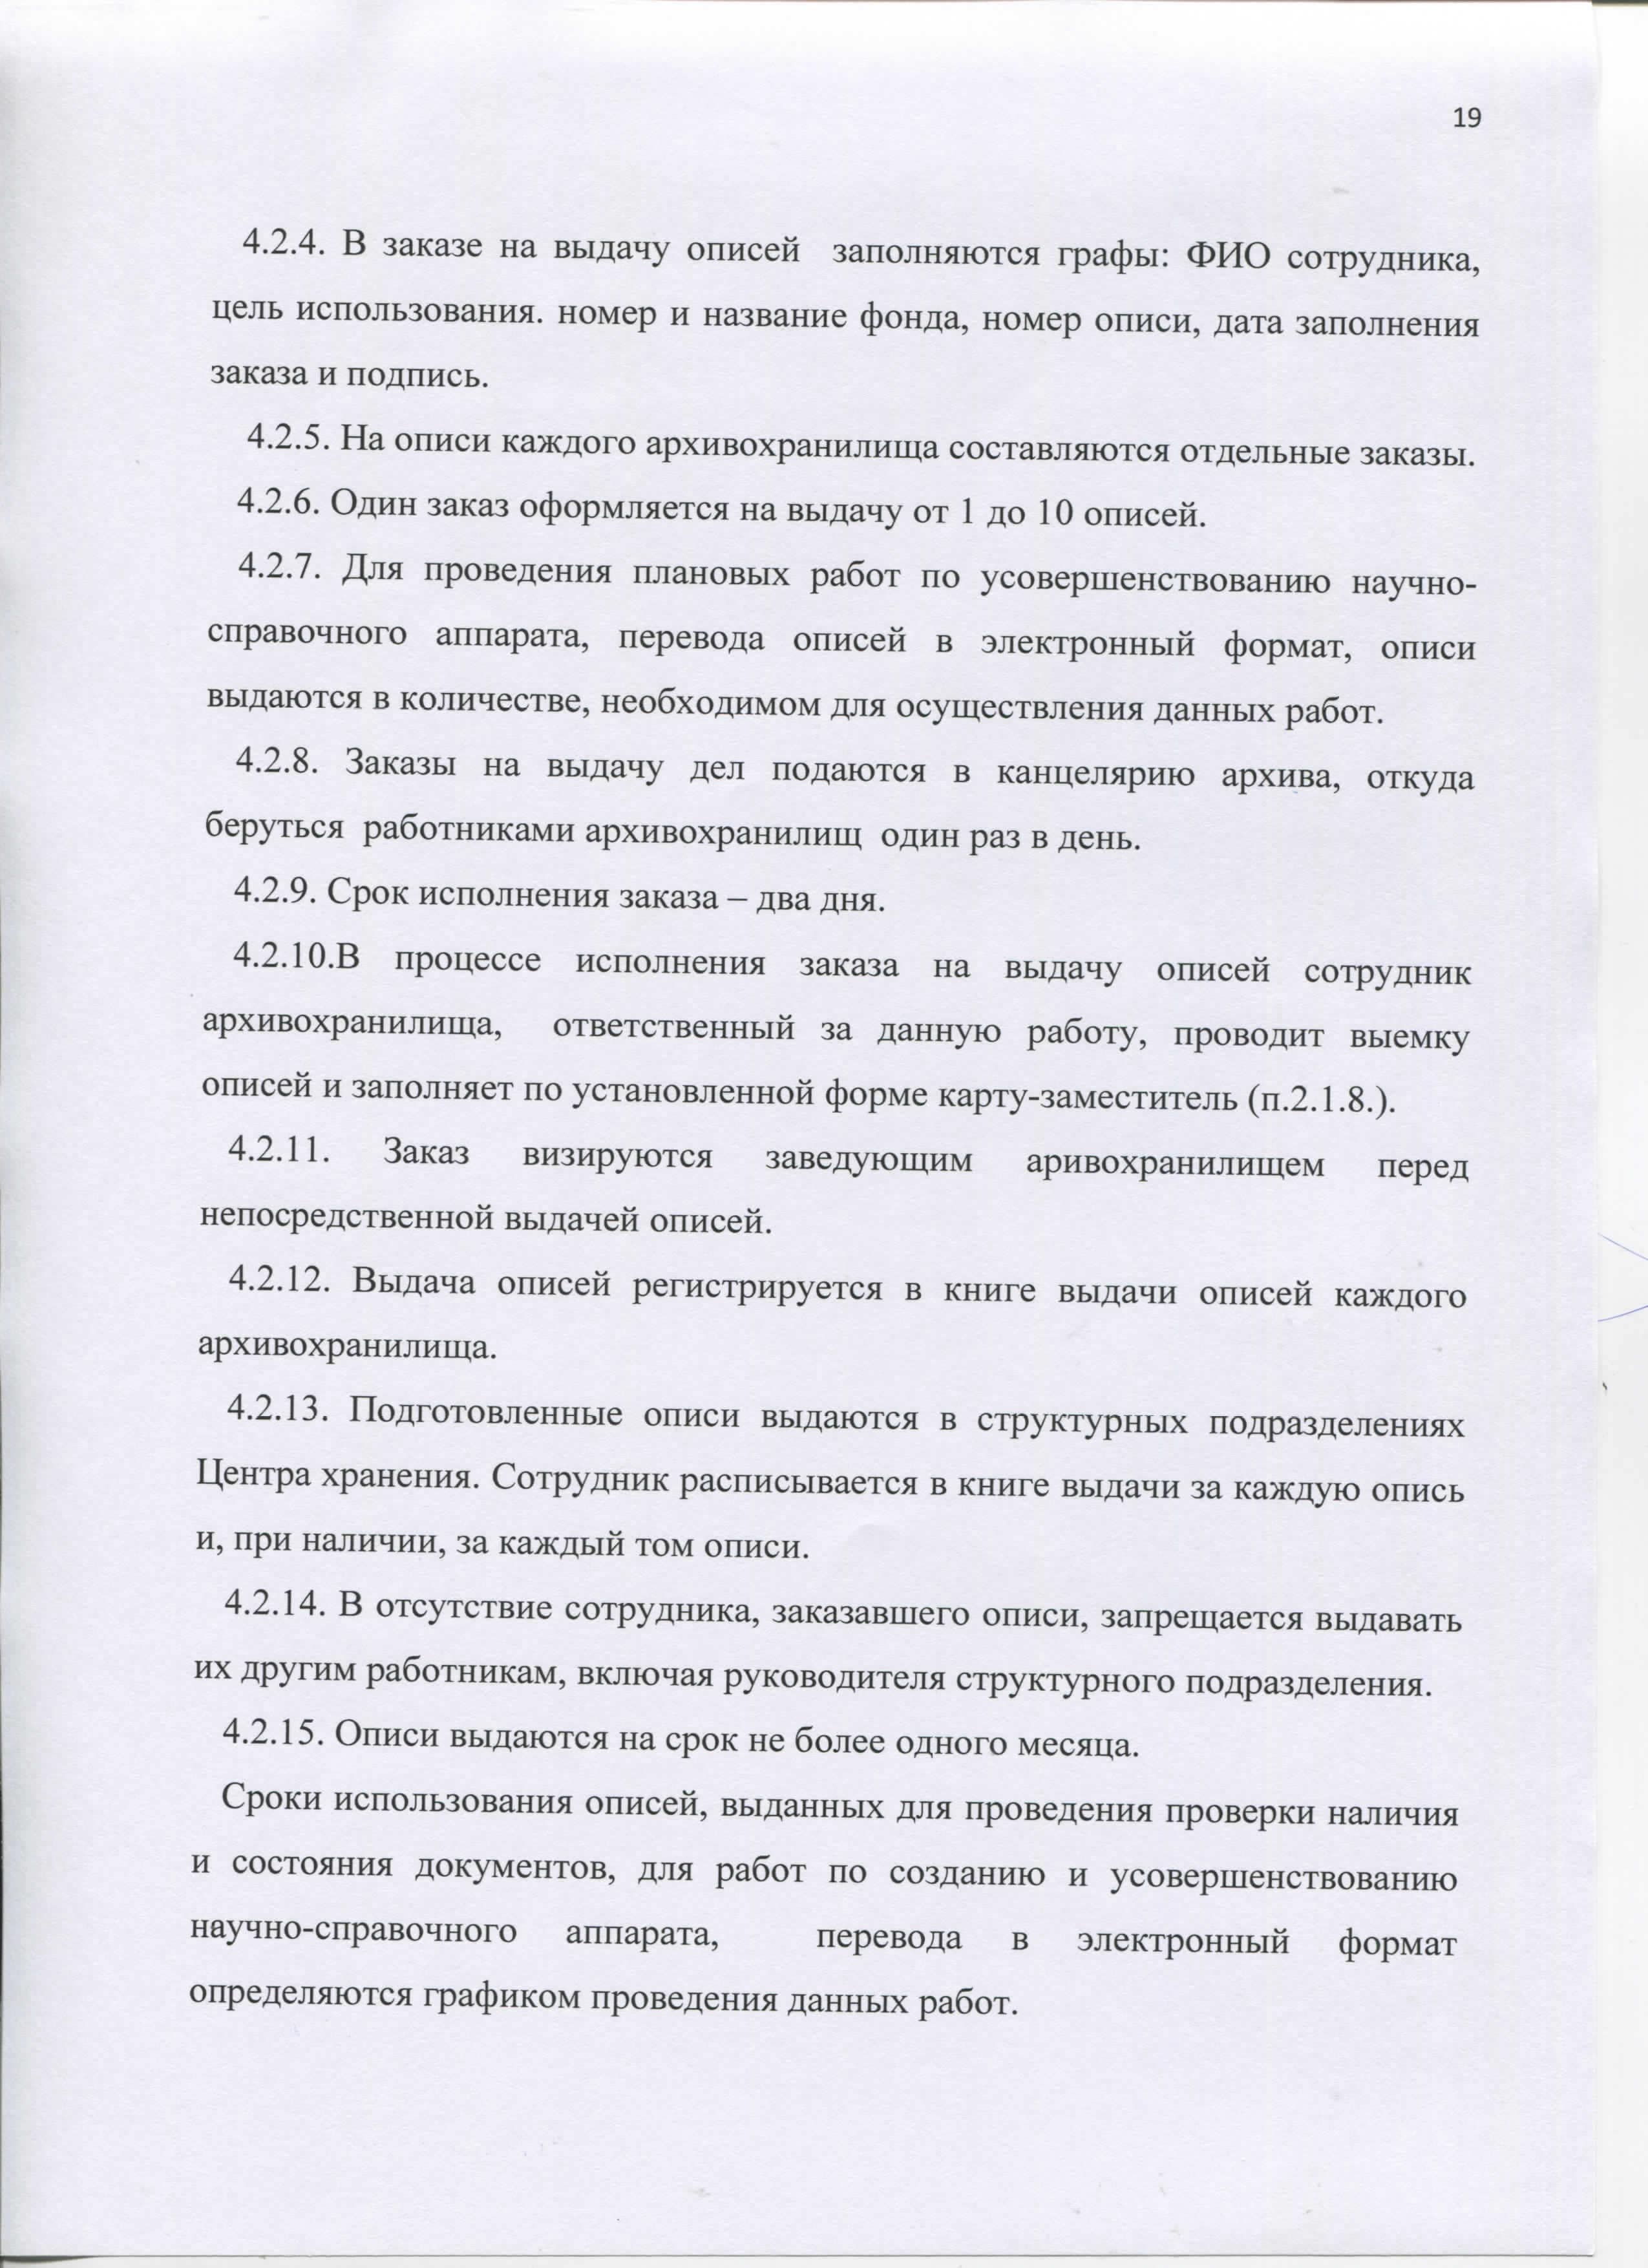 19
4.2.4. В заказе на выдачу описей заполняются графы: ФИО сотрудника,
цель использования. номер и название фонда, номер описи, дата заполнения
заказа и подпись.
4.2.5. На описи каждого архивохранилища составляются отдельные заказы.
4.2.6. Один заказ оформляется на выдачу от 1 до 10 описей.
4.2.7. Для проведения плановых работ по усовершенствованию научно-
справочного аппарата, перевода описей в электронный формат, описи
выдаются в количестве, необходимом для осуществления данных работ.
4.2.8. Заказы на выдачу дел подаются в канцелярию архива, откуда
беруться работниками архивохранилищ один раз в день.
4.2.9. Срок исполнения заказа – два дня.
4.2.10.В процессе исполнения заказа на выдачу описей сотрудник
архивохранилища, ответственный за данную работу, проводит выемку
описей и заполняет по установленной форме карту-заместитель (п.2.1.8.).
4.2.11. Заказ визируются заведующим аривохранилищем перед
непосредственной выдачей описей.
4.2.12. Выдача описей регистрируется в книге выдачи описей каждого
архивохранилища.
4.2.13. Подготовленные описи выдаются в структурных подразделениях
Центра хранения. Сотрудник расписывается в книге выдачи за каждую опись
и, при наличии, за каждый том описи.
4.2.14. В отсутствие сотрудника, заказавшего описи, запрещается выдавать
их другим работникам, включая руководителя структурного подразделения.
4.2.15. Описи выдаются на срок не более одного месяца.
Сроки использования описей, выданных для проведения проверки наличия
и состояния документов, для работ по созданию и усовершенствованию
научно-справочного аппарата, перевода в электронный формат
определяются графиком проведения данных работ.